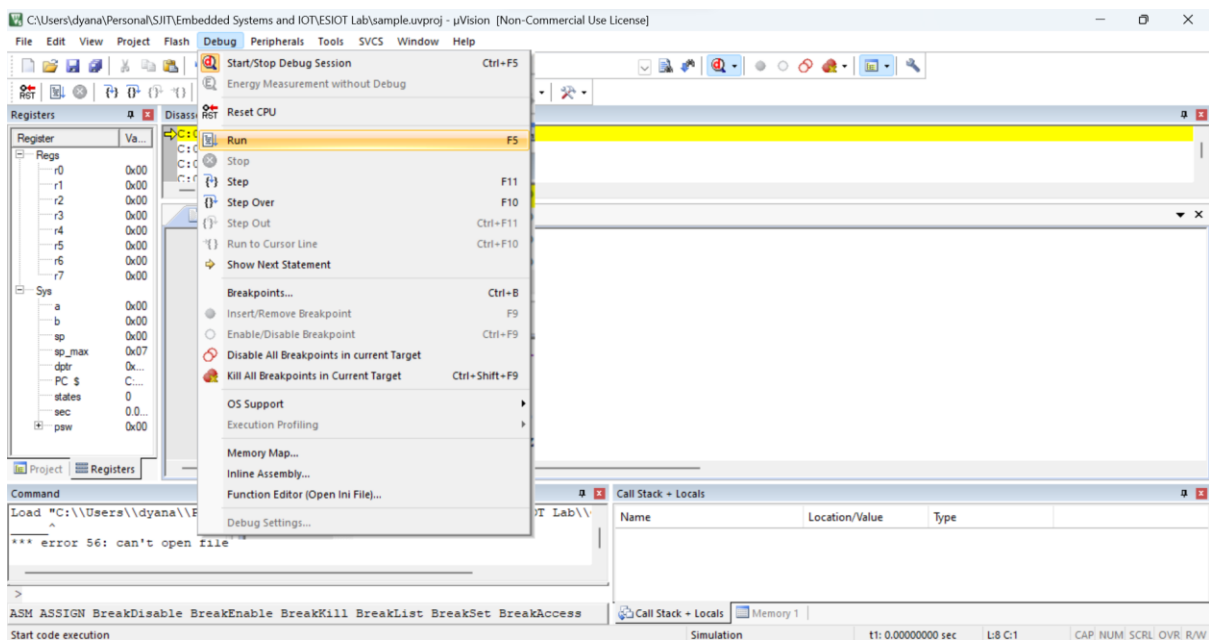 C:\Users\dyana\Personal\SJIT\Embedded Systems and IOT\ESIOT Lab\sample.uvproj - µVision [Non-Commercial Use License]
File Edit View Project Flash Debug Peripherals Tools SVCS Window Help
Start/Stop Debug Session Ctrl+F5
Energy Measurement without Debug
RST Reset CPU
Run F5
Stop
Step F11
Step Over F10
Step Out Ctrl+F11
Run to Cursor Line Ctrl+F10
Show Next Statement
Breakpoints... Ctrl+B
Insert/Remove Breakpoint F9
Enable/Disable Breakpoint Ctrl+F9
Disable All Breakpoints in current Target
Kill All Breakpoints in Current Target Ctrl+Shift+F9
OS Support
Execution Profiling
Memory Map...
Inline Assembly...
Function Editor (Open Ini File)...
Debug Settings...
RST
Registers
Register Va...
Regs
r0 0x00
r1 0x00
r2 0x00
r3 0x00
r4 0x00
r5 0x00
r6 0x00
r7 0x00
Sys
a 0x00
b 0x00
sp 0x00
sp_max 0x07
dptr 0x...
PC $ C:...
states 0
sec 0.0...
psw 0x00
Project Registers
Disass
C:
C:
C:
C:
Command
Load "C:\\Users\\dyana\\
OT Lab\\
^
*** error 56: can't open file
>
ASM ASSIGN BreakDisable BreakEnable BreakKill BreakList BreakSet BreakAccess
Call Stack + Locals
Name Location/Value Type
Call Stack + Locals Memory 1
Start code execution Simulation t1: 0.00000000 sec L:8 C:1 CAP NUM SCRL OVR R/W